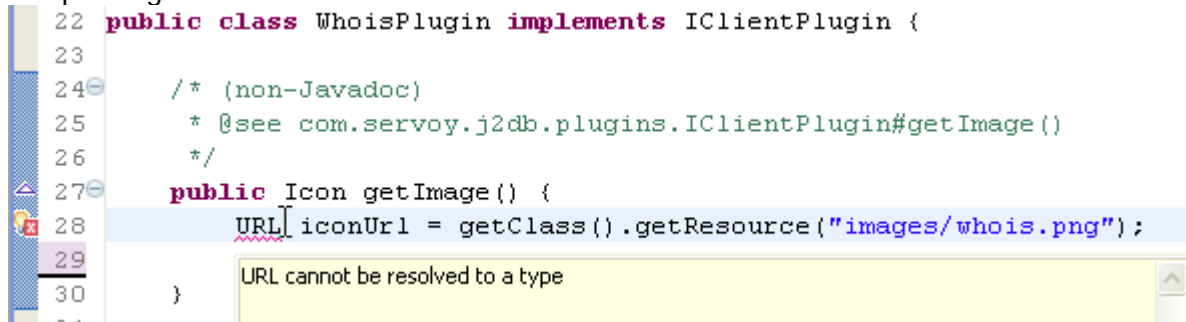 22 public class WhoisPlugin implements IClientPlugin {
23
24 /* (non-Javadoc)
25 * @see com.servoy.j2db.plugins.IClientPlugin#getImage()
26 */
27 public Icon getImage() {
28 URL iconUrl = getClass().getResource("images/whois.png");
29
URL cannot be resolved to a type
30 }